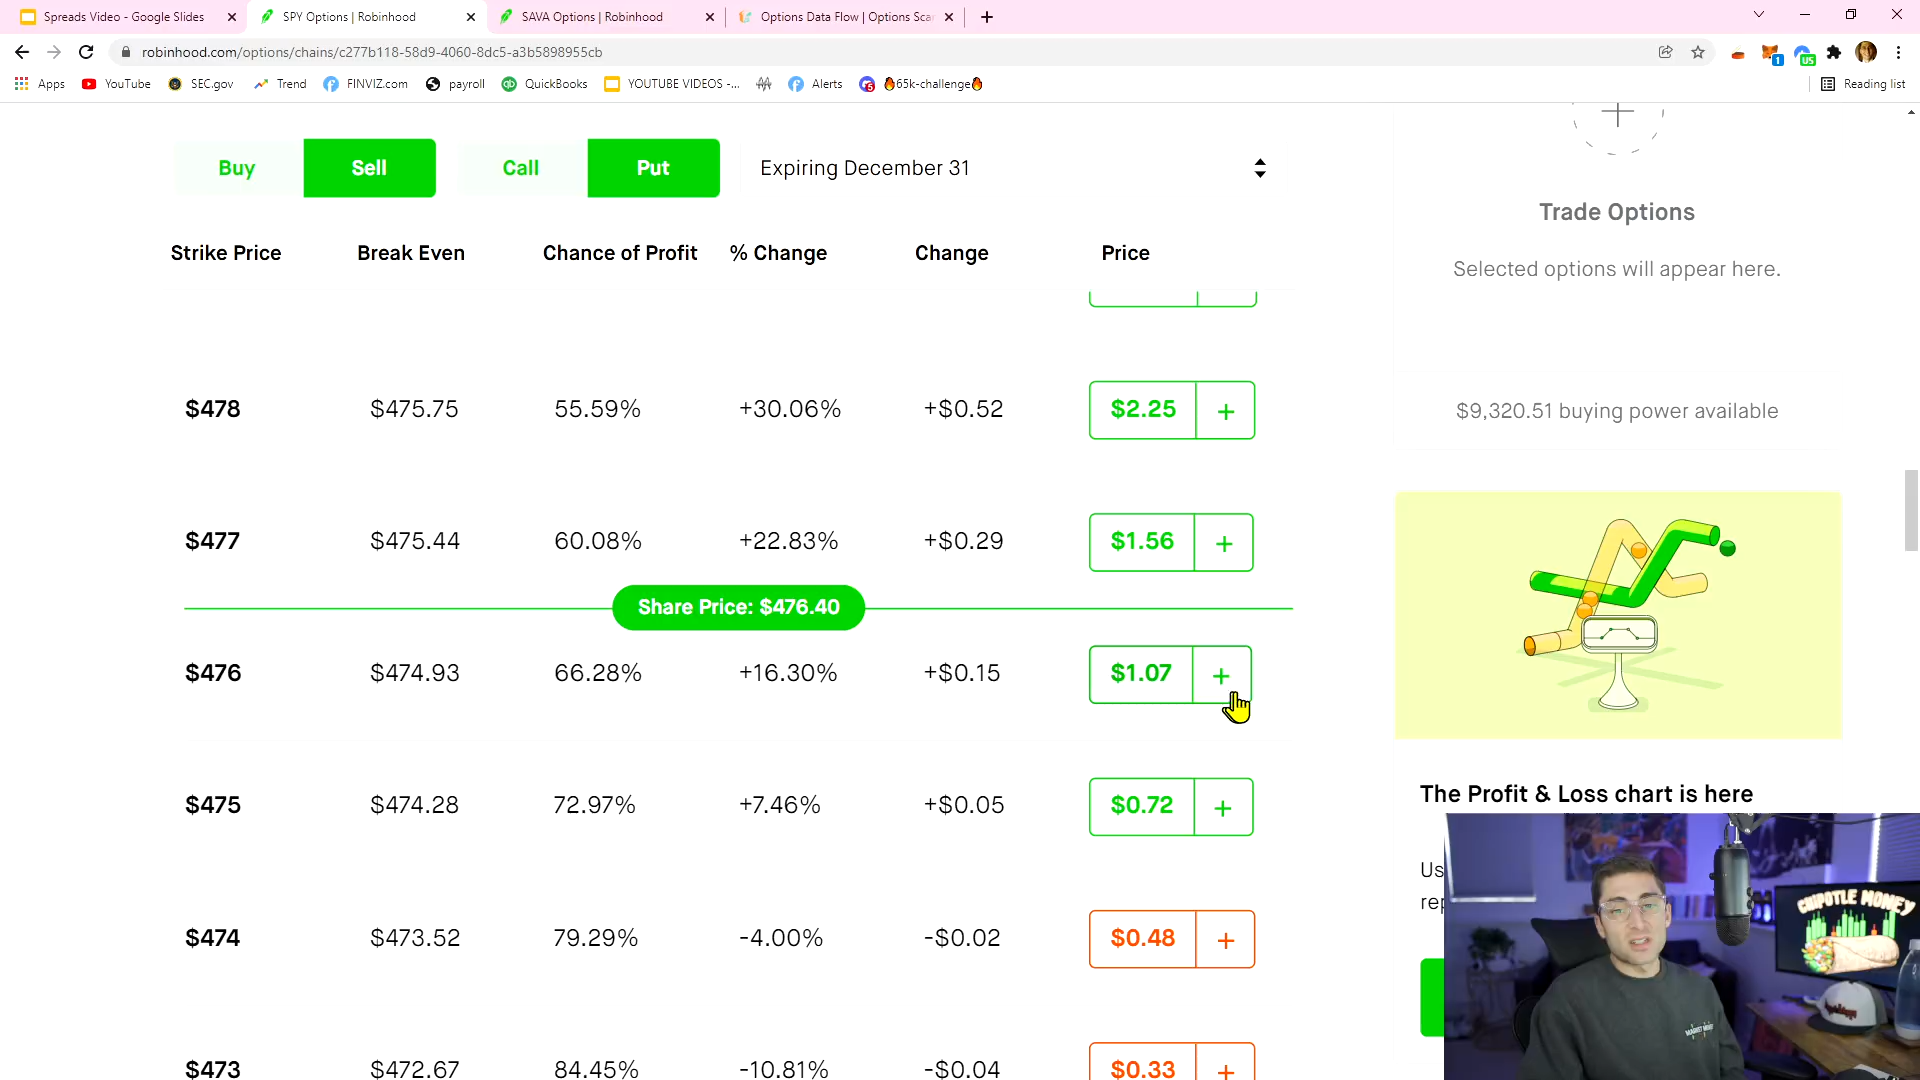 Spreads Video - Google Slides
SPY Options | Robinhood
SAVA Options | Robinhood
Options Data Flow | Options Scan
robinhood.com/options/chains/c277b118-58d9-4060-8dc5-a3b5898955cb
1
US
Apps
YouTube
SEC.gov
Trend
FINVIZ.com
payroll
QuickBooks
YOUTUBE VIDEOS -...
Alerts
5
🔥65k-challenge🔥
Reading list
Buy
Sell
Call
Put
Expiring December 31
Strike Price
Break Even
Chance of Profit
% Change
Change
Price
$478 $475.75 55.59% +30.06% +$0.52 $2.25 +
$477 $475.44 60.08% +22.83% +$0.29 $1.56 +
Share Price: $476.40
$476 $474.93 66.28% +16.30% +$0.15 $1.07 +
$475 $474.28 72.97% +7.46% +$0.05 $0.72 +
$474 $473.52 79.29% -4.00% -$0.02 $0.48 +
$473 $472.67 84.45% -10.81% -$0.04 $0.33 +
Trade Options
Selected options will appear here.
$9,320.51 buying power available
The Profit & Loss chart is here
Us
rep
CHIPOTLE MONEY